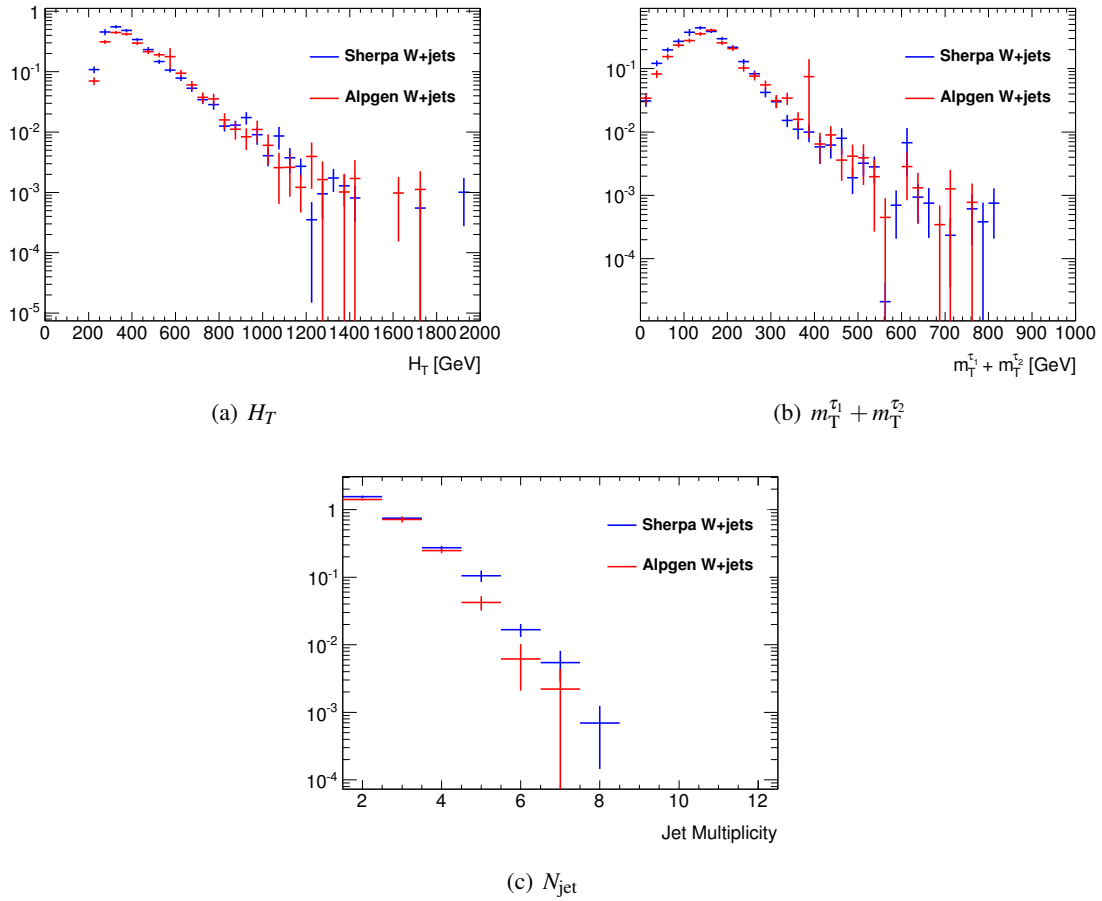 1
10⁻¹
10⁻²
10⁻³
10⁻⁴
10⁻⁵
0 200 400 600 800 1000 1200 1400 1600 1800 2000
H_T [GeV]
Sherpa W+jets
Alpgen W+jets
(a) H_T
10⁻¹
10⁻²
10⁻³
10⁻⁴
0 100 200 300 400 500 600 700 800 900 1000
m_T^{τ₁} + m_T^{τ₂} [GeV]
Sherpa W+jets
Alpgen W+jets
(b) m_T^{τ₁} + m_T^{τ₂}
1
10⁻¹
10⁻²
10⁻³
10⁻⁴
2 4 6 8 10 12
Jet Multiplicity
Sherpa W+jets
Alpgen W+jets
(c) N_jet